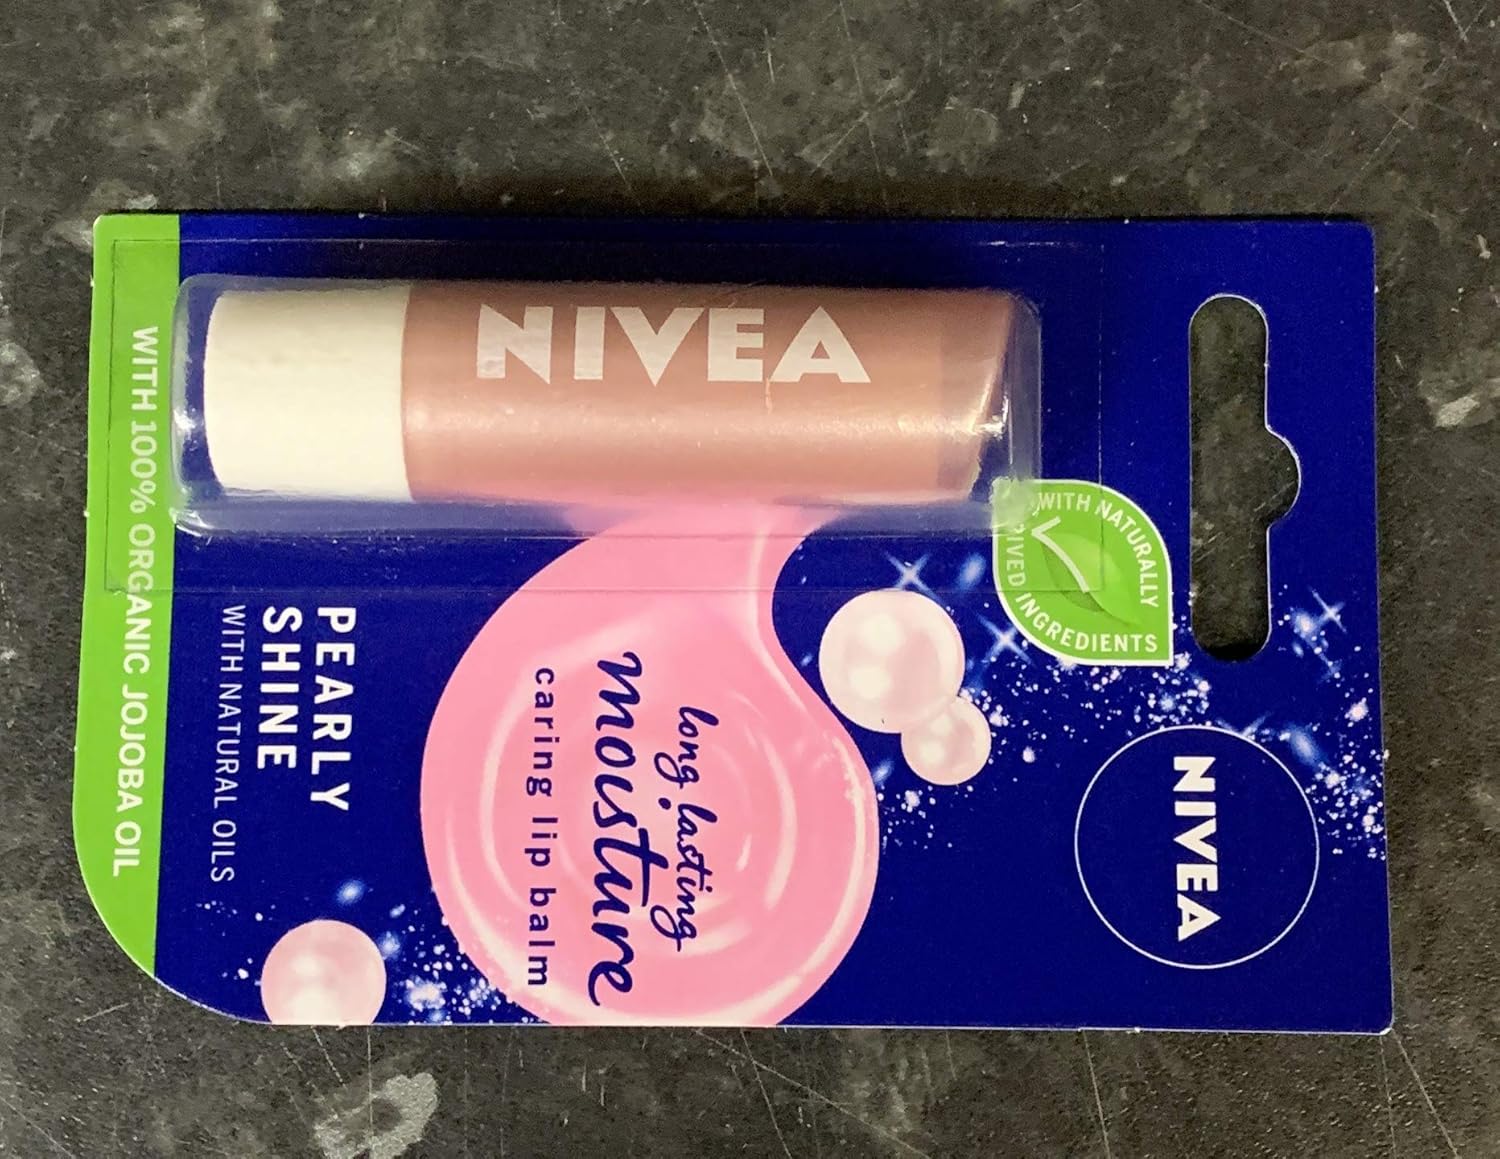 NIVEA
NIVEA
WITH NATURALLY
INGREDIENTS
long lasting
moisture
caring lip balm
PEARLY
SHINE
WITH NATURAL OILS
WITH 100% ORGANIC JOJOBA OIL